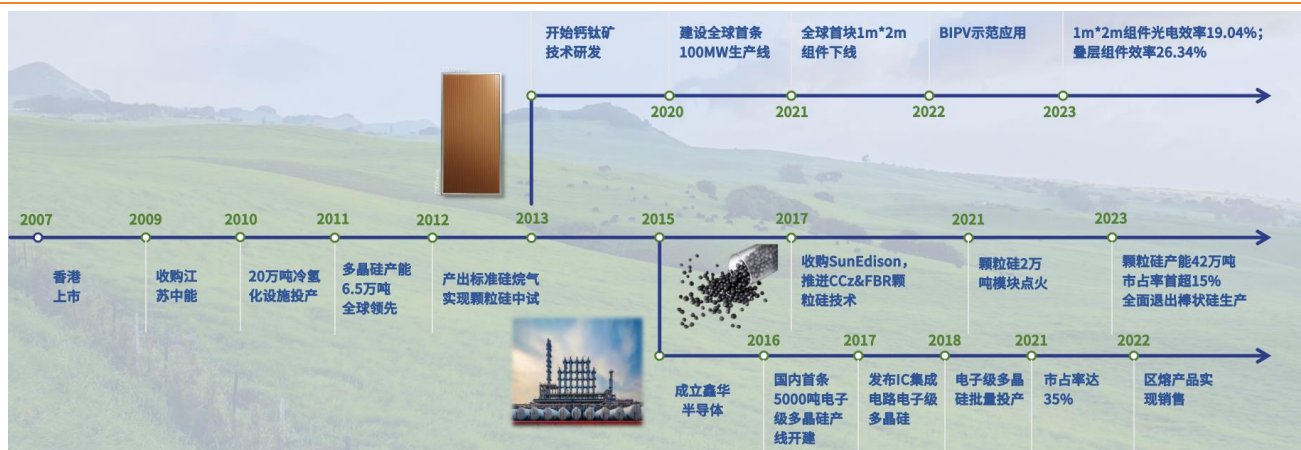 开始钙钛矿
技术研发
建设全球首条
100MW生产线
全球首块1m*2m
组件下线
BIPV示范应用
1m*2m组件光电效率19.04%；
叠层组件效率26.34%
2020
2021
2022
2023
2007
2009
2010
2011
2012
2013
2015
2017
2021
2023
香港
上市
收购江
苏中能
20万吨冷氢
化设施投产
多晶硅产能
6.5万吨
全球领先
产出标准硅烷气
实现颗粒硅中试
收购SunEdison，
推进CCz&FBR颗
粒硅技术
颗粒硅2万
吨模块点火
颗粒硅产能42万吨
市占率首超15%
全面退出棒状硅生产
2016
2017
2018
2021
2022
成立鑫华
半导体
国内首条
5000吨电子
级多晶硅产
线开建
发布IC集成
电路电子级
多晶硅
电子级多晶
硅批量投产
市占率达
35%
区熔产品实
现销售